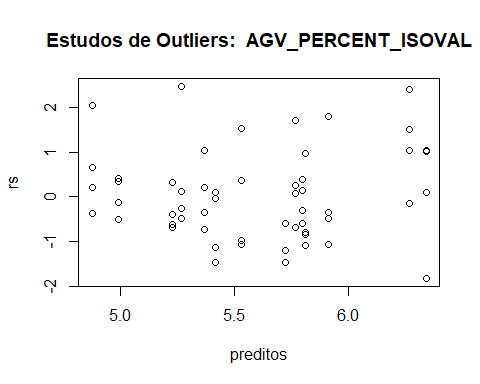 Estudos de Outliers: AGV_PERCENT_ISOVAL
rs
2
1
0
-1
-2
5.0 5.5 6.0
preditos